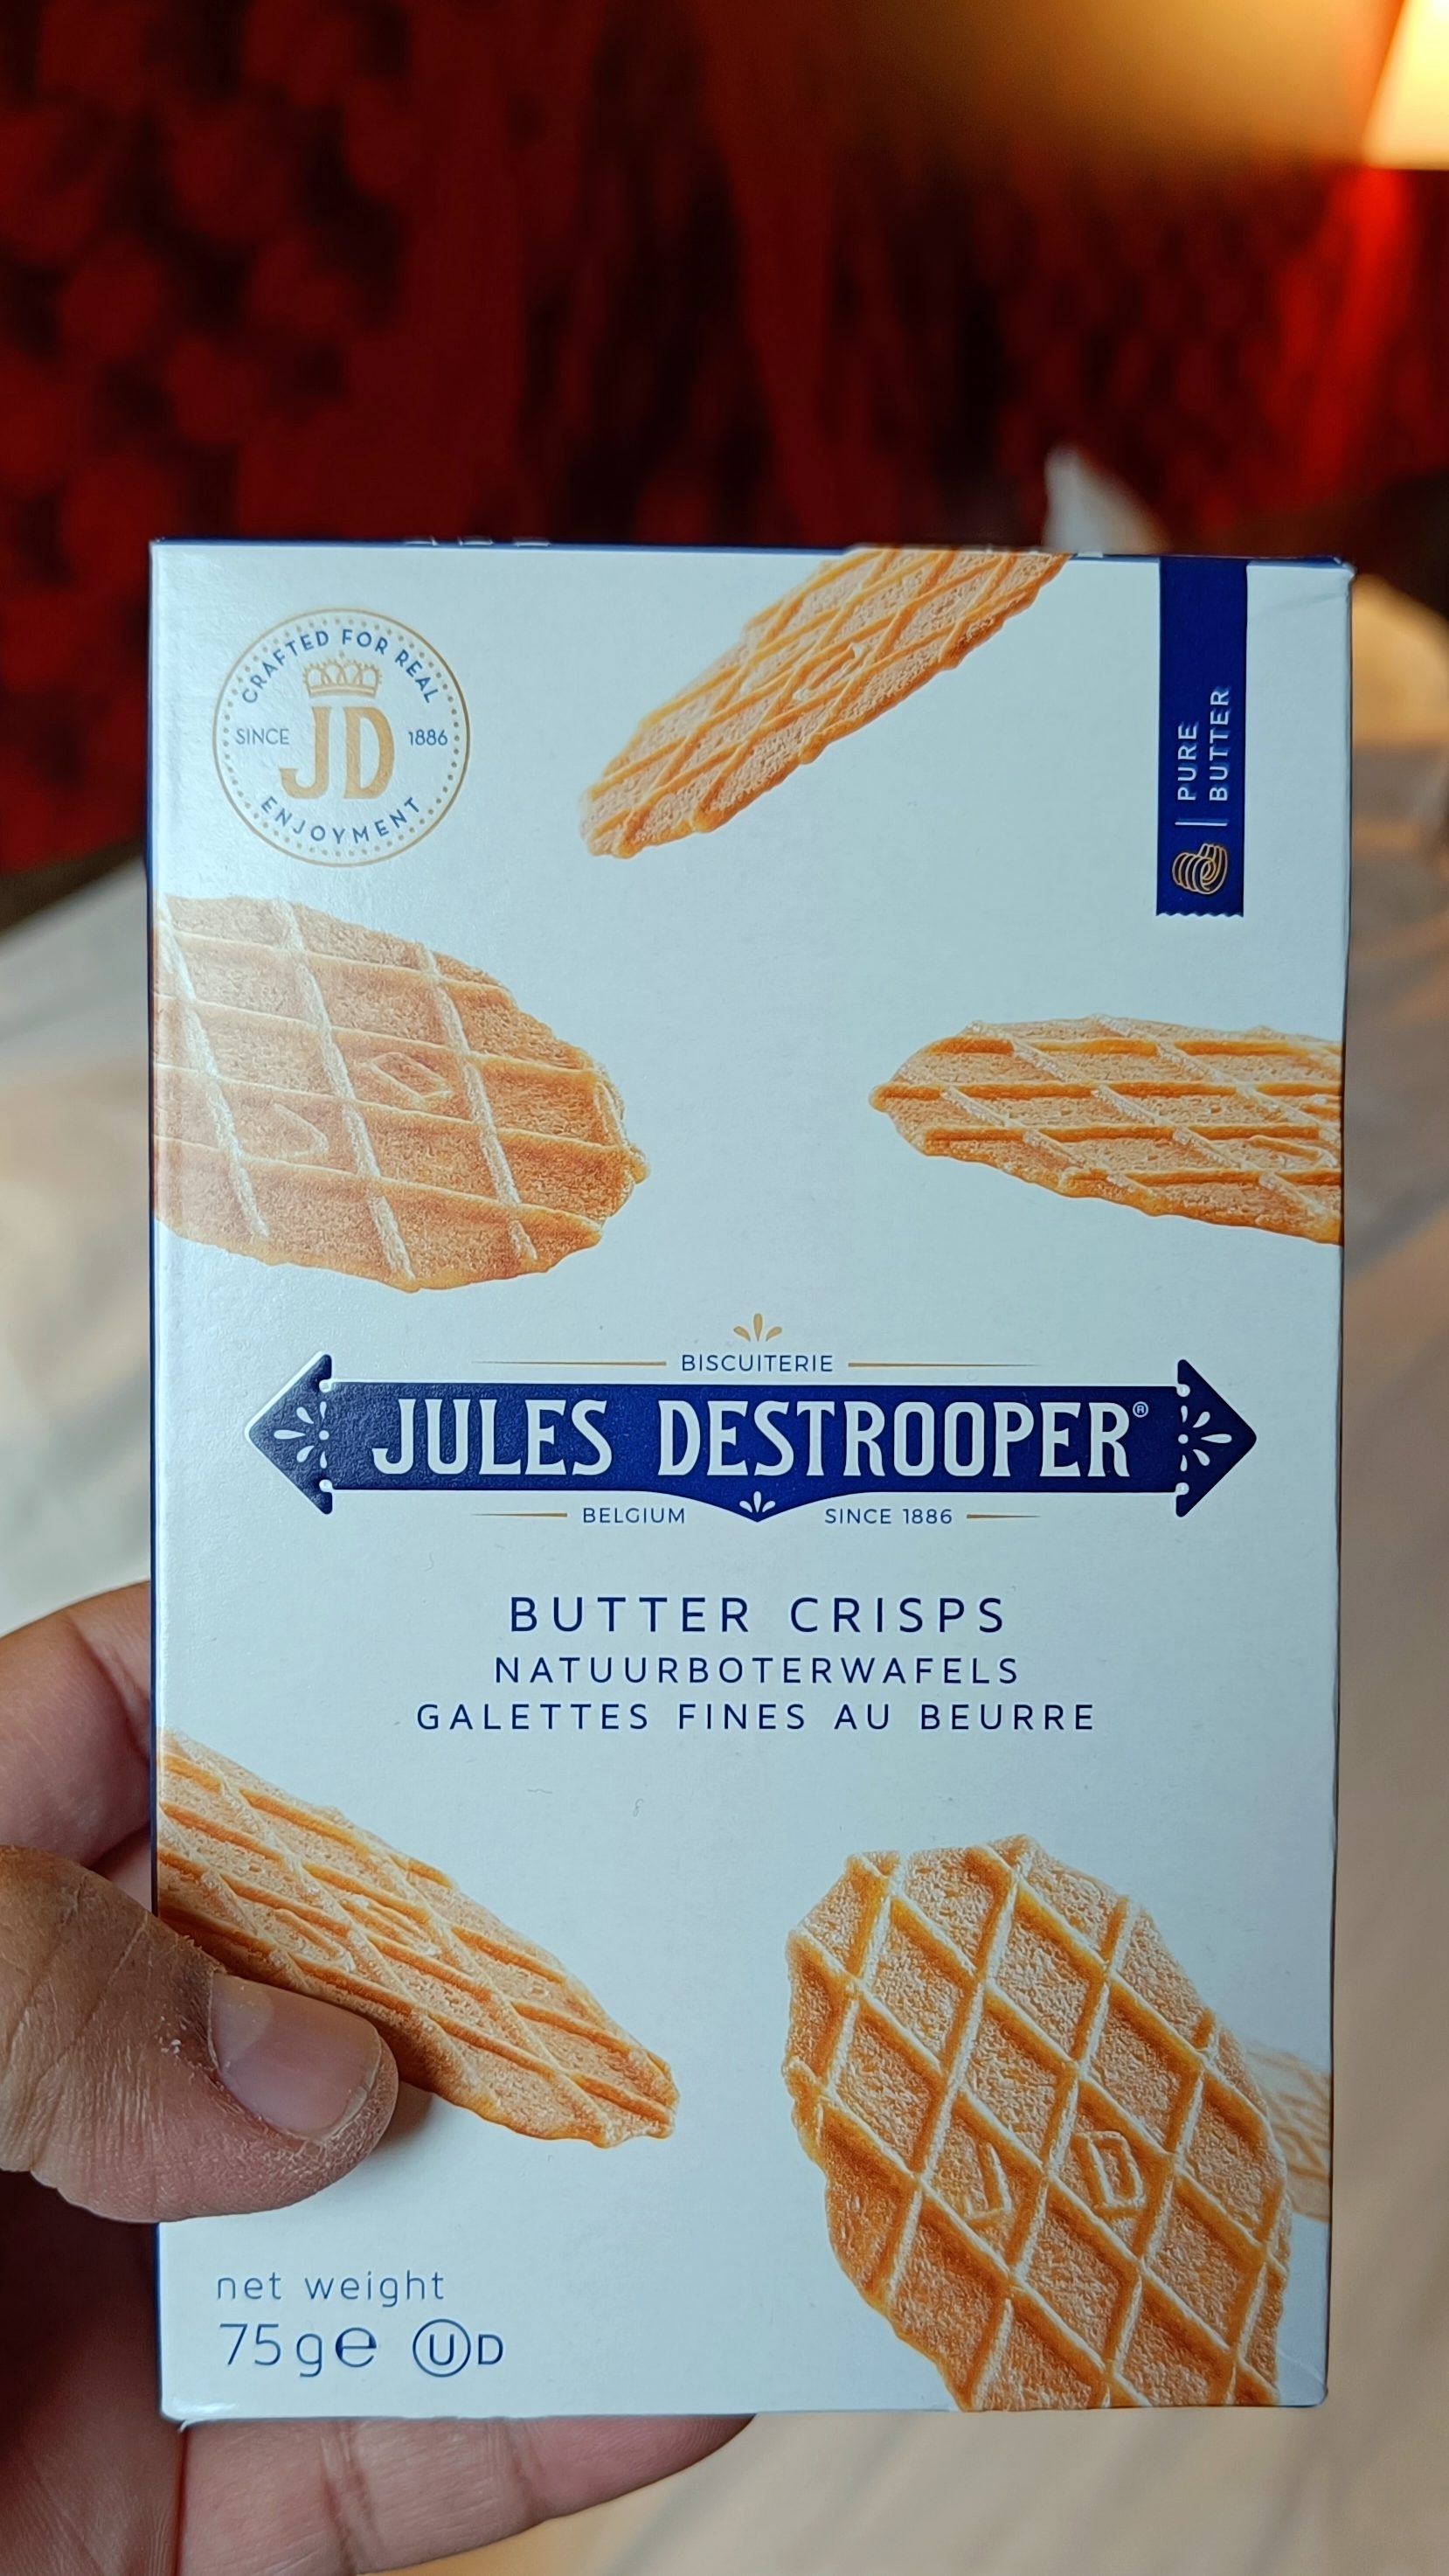 CRAFTED FOR REAL
SINCE JD 1886
ENJOYMENT
PURE
BUTTER
BISCUITERIE
JULES DESTROOPER®
BELGIUM SINCE 1886
BUTTER CRISPS
NATUURBOTERWAFELS
GALETTES FINES AU BEURRE
J D
net weight
75g℮ ⓊD